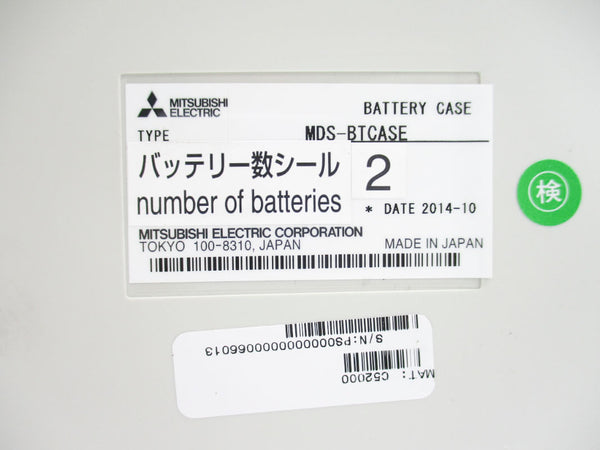 MITSUBISHI
ELECTRIC
BATTERY CASE
TYPE MDS-BTCASE
バッテリー数シール 2
number of batteries
* DATE 2014-10
MITSUBISHI ELECTRIC CORPORATION
TOKYO 100-8310, JAPAN MADE IN JAPAN
検
MAT: C52000
S/N:PS00000000000066013